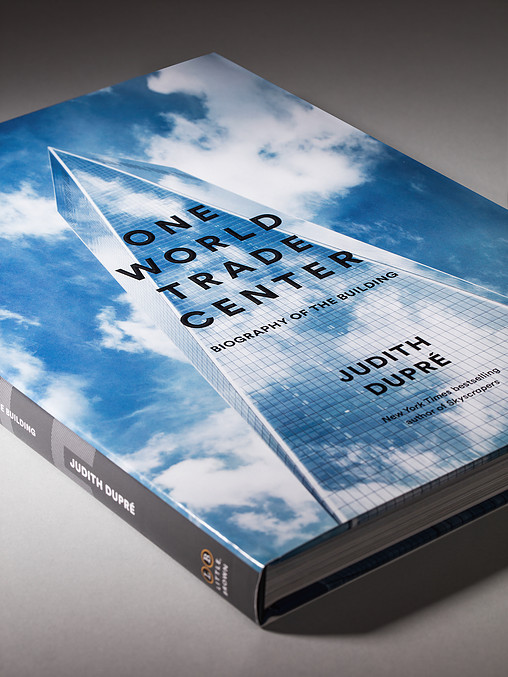 ONE
WORLD
TRADE
CENTER
BIOGRAPHY OF THE BUILDING
JUDITH
DUPRÉ
New York Times bestselling
author of Skyscrapers
E BUILDING
JUDITH DUPRÉ
LB
LITTLE
BROWN